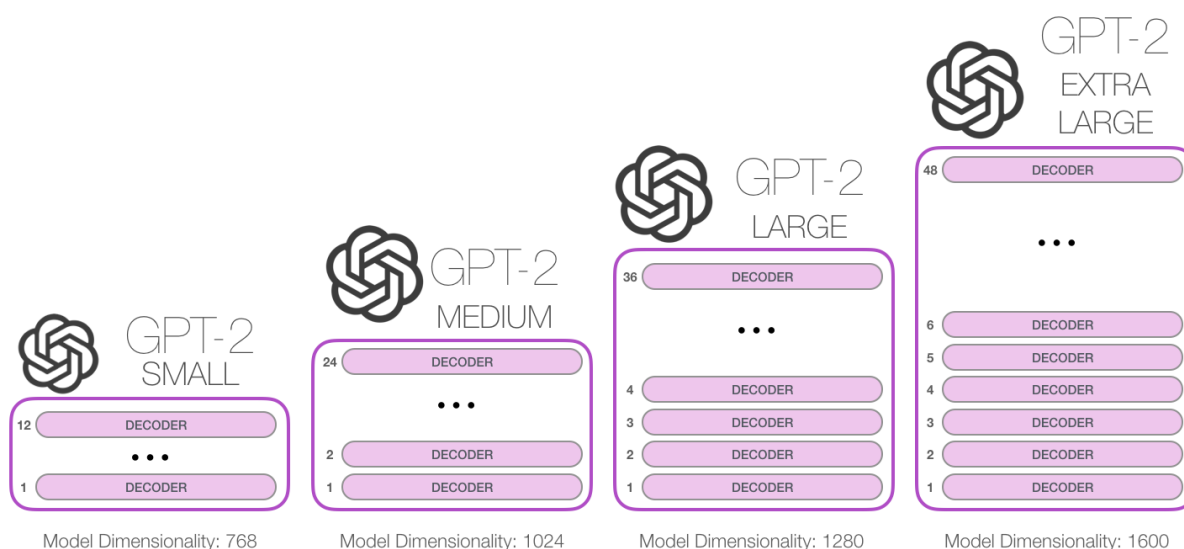 GPT-2
SMALL
12 DECODER
...
1 DECODER
Model Dimensionality: 768
GPT-2
MEDIUM
24 DECODER
...
2 DECODER
1 DECODER
Model Dimensionality: 1024
GPT-2
LARGE
36 DECODER
...
4 DECODER
3 DECODER
2 DECODER
1 DECODER
Model Dimensionality: 1280
GPT-2
EXTRA
LARGE
48 DECODER
...
6 DECODER
5 DECODER
4 DECODER
3 DECODER
2 DECODER
1 DECODER
Model Dimensionality: 1600